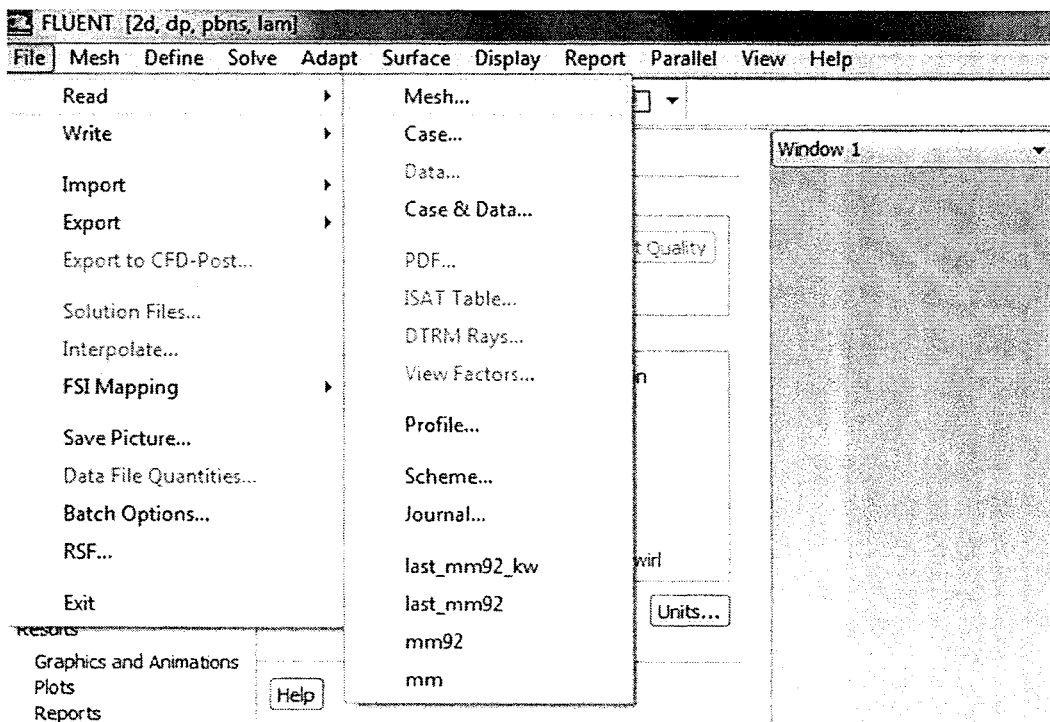 FLUENT [2d, dp, pbns, lam]
File Mesh Define Solve Adapt Surface Display Report Parallel View Help
Read
Write
Import
Export
Export to CFD-Post...
Solution Files...
Interpolate...
FSI Mapping
Save Picture...
Data File Quantities...
Batch Options...
RSF...
Exit
Mesh...
Case...
Data...
Case & Data...
PDF...
ISAT Table...
DTRM Rays...
View Factors...
Profile...
Scheme...
Journal...
last_mm92_kw
last_mm92
mm92
mm
Window 1
t Quality
n
wirl
Units...
Results
Graphics and Animations
Plots
Reports
Help